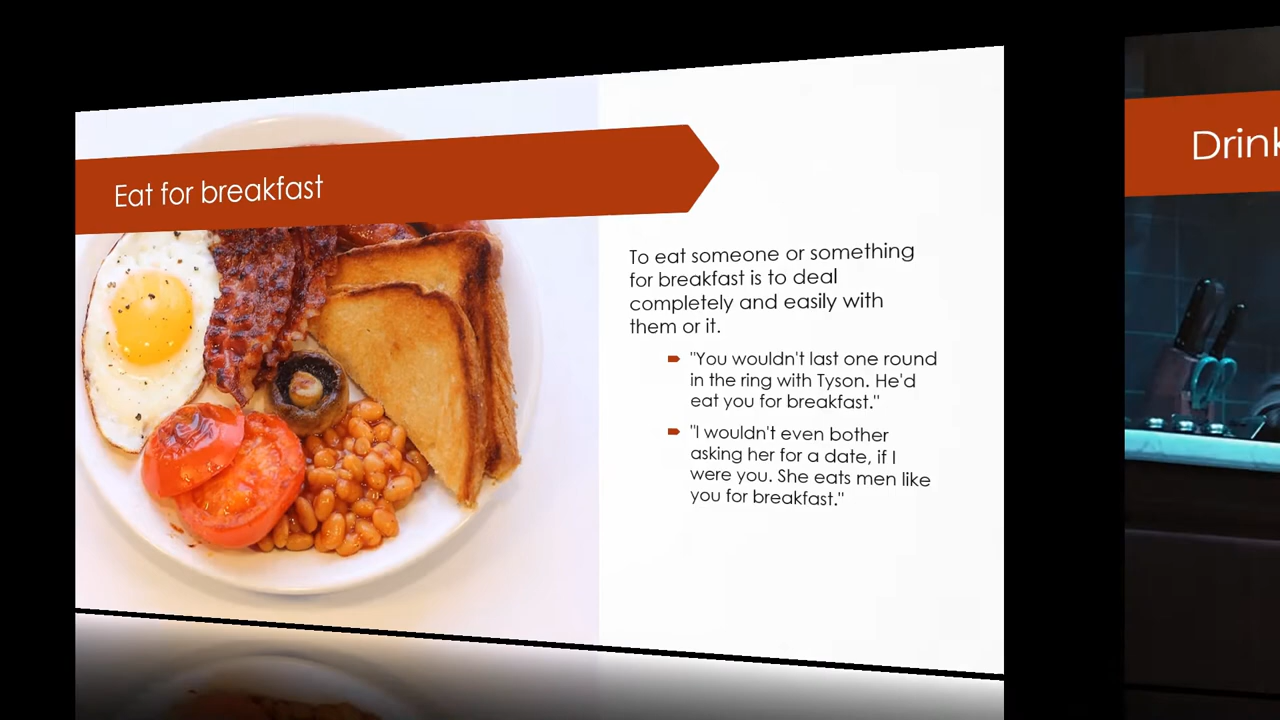 Eat for breakfast
To eat someone or something
for breakfast is to deal
completely and easily with
them or it.
"You wouldn't last one round
in the ring with Tyson. He'd
eat you for breakfast."
"I wouldn't even bother
asking her for a date, if I
were you. She eats men like
you for breakfast."
Drink